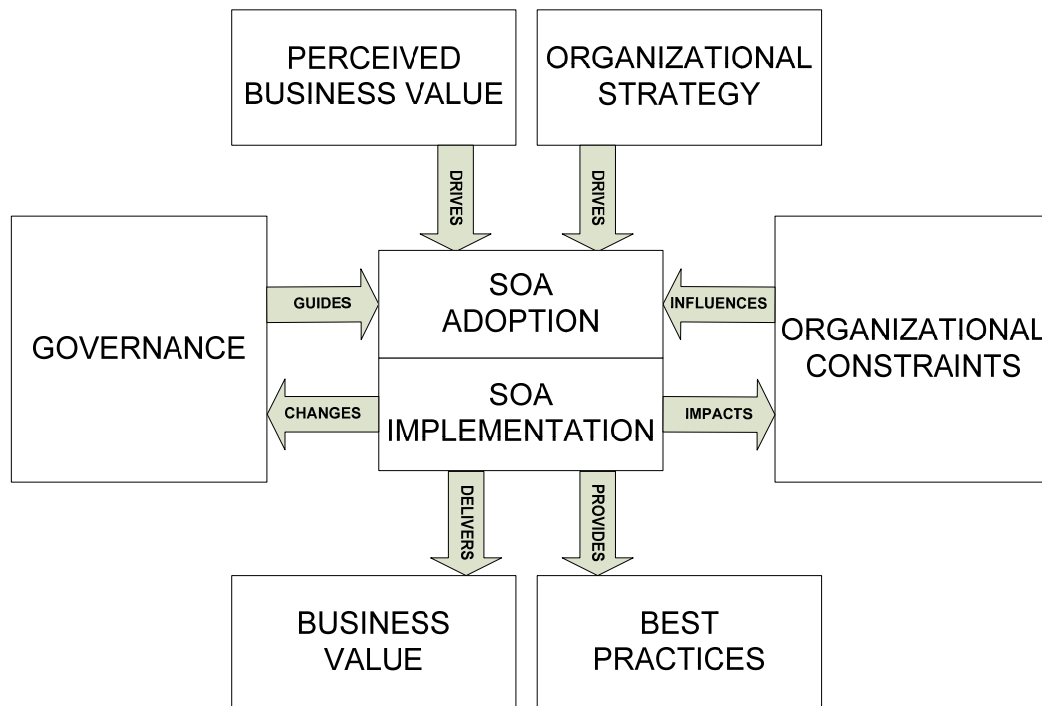 PERCEIVED
BUSINESS VALUE
ORGANIZATIONAL
STRATEGY
DRIVES
DRIVES
GOVERNANCE
GUIDES
SOA
ADOPTION
INFLUENCES
ORGANIZATIONAL
CONSTRAINTS
CHANGES
SOA
IMPLEMENTATION
IMPACTS
DELIVERS
PROVIDES
BUSINESS
VALUE
BEST
PRACTICES